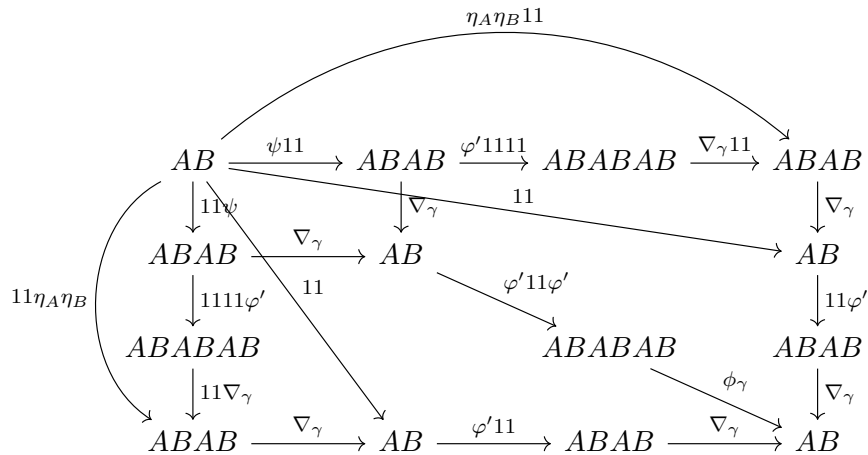 η_Aη_B11
AB ψ11 ABAB φ′1111 ABABAB ∇_γ11 ABAB
11ψ ∇_γ 11 ∇_γ
ABAB ∇_γ AB AB
11η_Aη_B 1111φ′ 11 φ′11φ′ 11φ′
ABABAB ABABAB ABAB
11∇_γ ϕ_γ ∇_γ
ABAB ∇_γ AB φ′11 ABAB ∇_γ AB